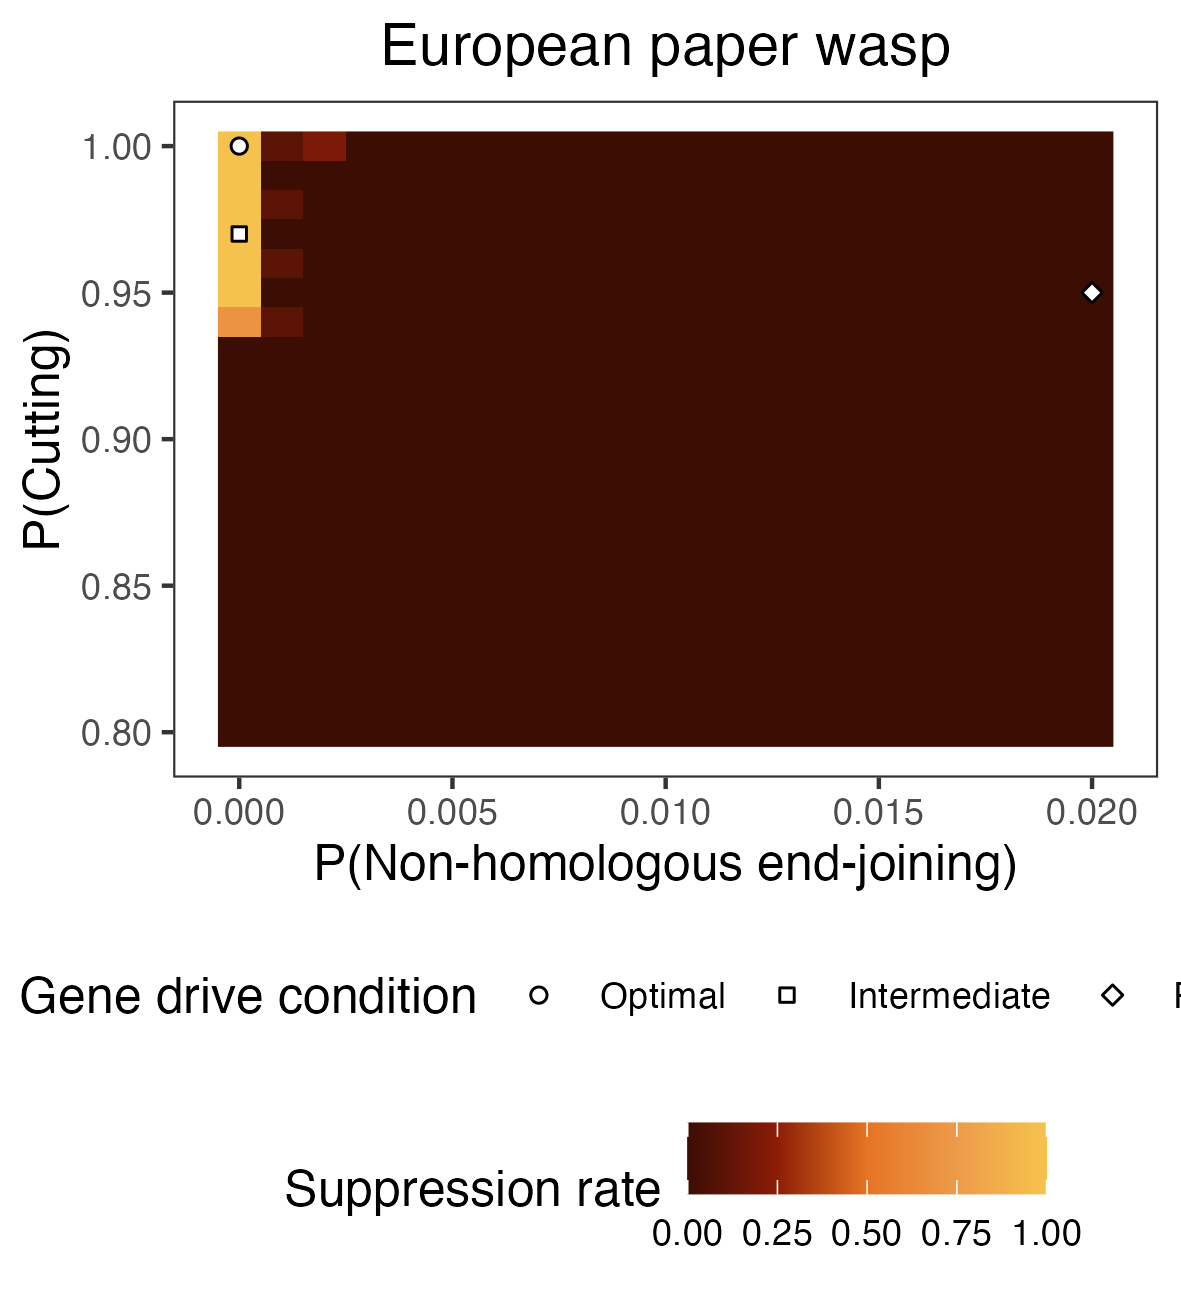 European paper wasp
1.00
0.95
0.90
0.85
0.80
P(Cutting)
0.000 0.005 0.010 0.015 0.020
P(Non-homologous end-joining)
Gene drive condition Optimal Intermediate
Suppression rate
0.00 0.25 0.50 0.75 1.00